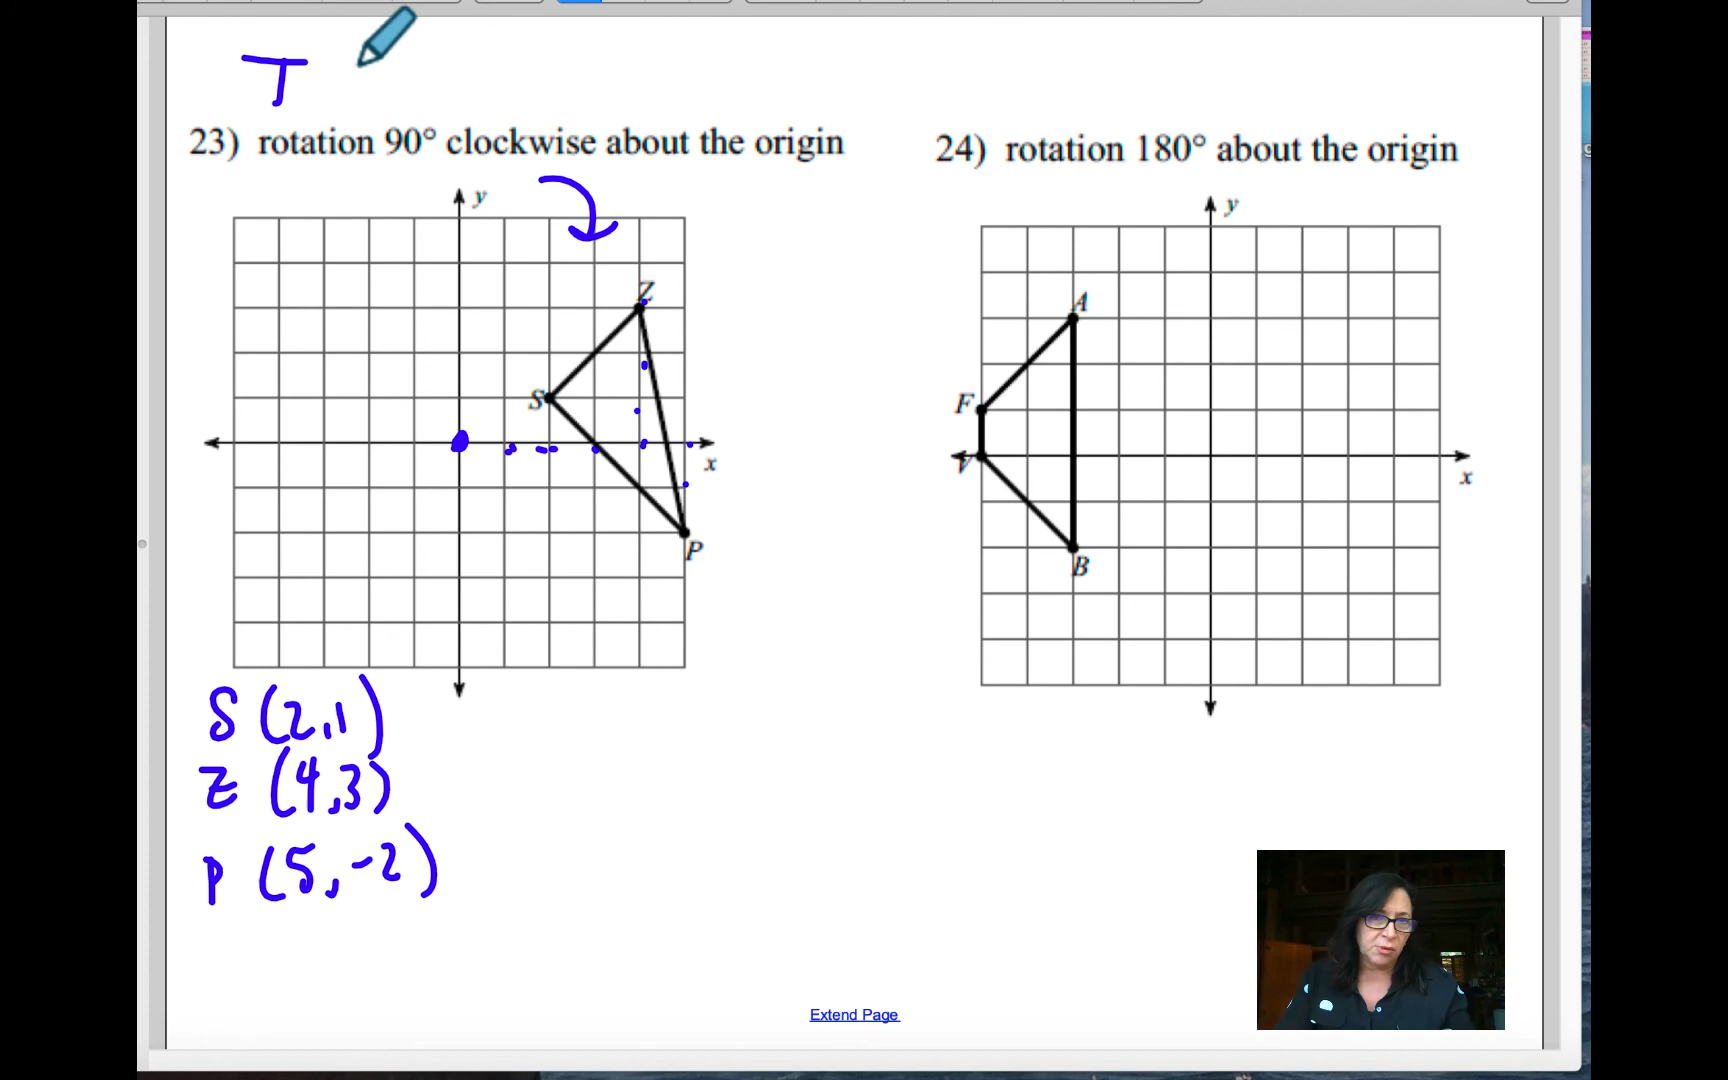 T
23) rotation 90° clockwise about the origin
y
Z
S
x
P
S (2,1)
Z (4,3)
P (5,-2)
24) rotation 180° about the origin
y
A
F
V
x
B
Extend Page